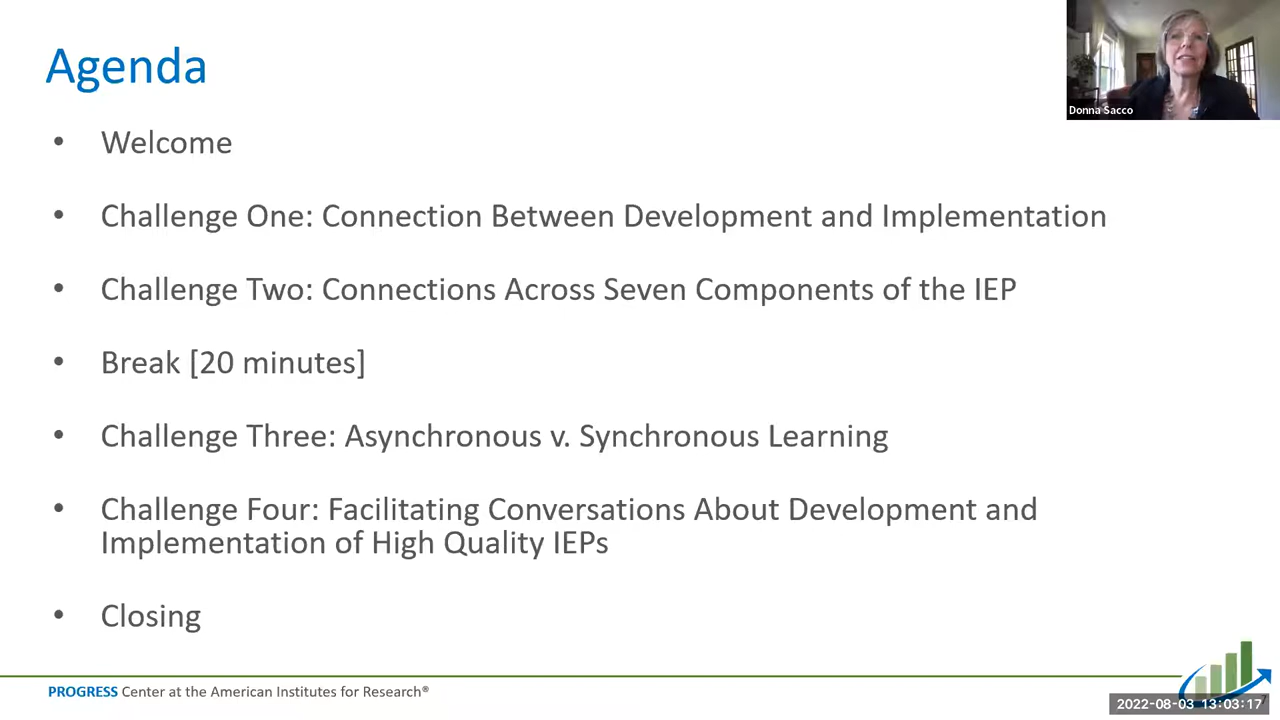 Agenda
Donna Sacco
• Welcome
• Challenge One: Connection Between Development and Implementation
• Challenge Two: Connections Across Seven Components of the IEP
• Break [20 minutes]
• Challenge Three: Asynchronous v. Synchronous Learning
• Challenge Four: Facilitating Conversations About Development and
Implementation of High Quality IEPs
• Closing
PROGRESS Center at the American Institutes for Research®
2022-08-03 13:03:17
7